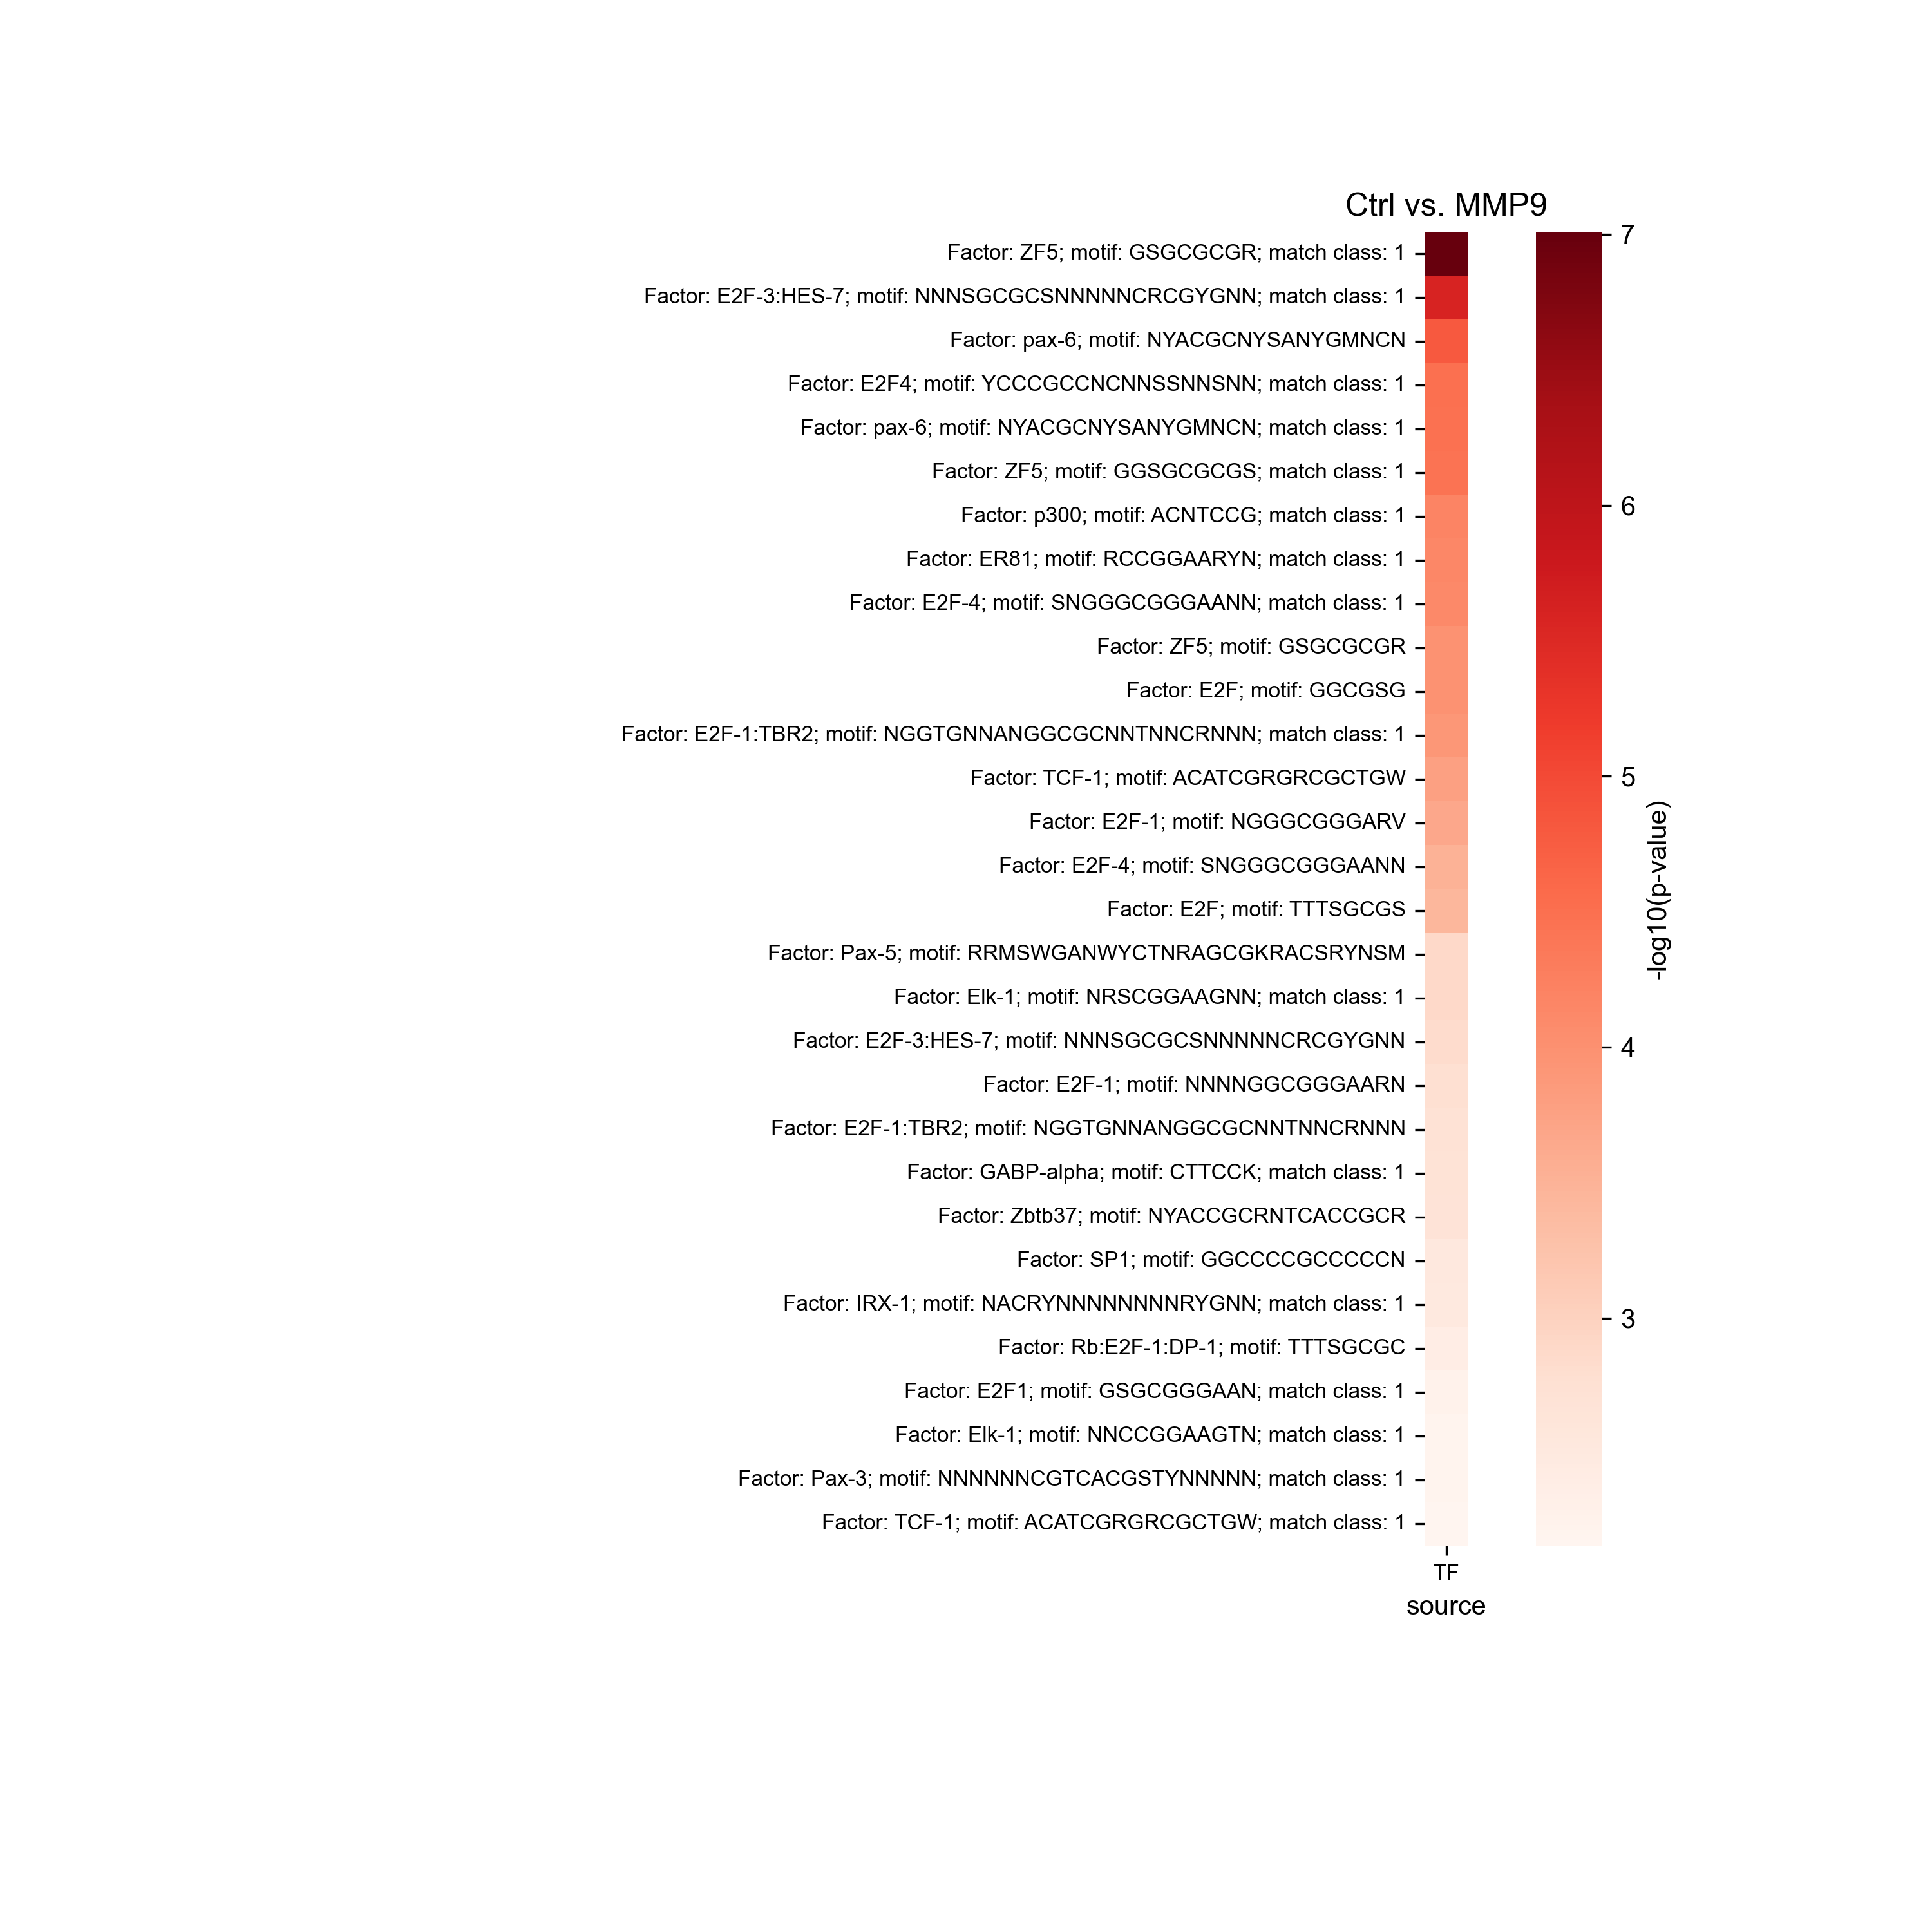 Ctrl vs. MMP9
Factor: ZF5; motif: GSGCGCGR; match class: 1
Factor: E2F-3:HES-7; motif: NNNSGCGCSNNNNNCRCGYGNN; match class: 1
Factor: pax-6; motif: NYACGCNYSANYGMNCN
Factor: E2F4; motif: YCCCGCCNCNNSSNNSNN; match class: 1
Factor: pax-6; motif: NYACGCNYSANYGMNCN; match class: 1
Factor: ZF5; motif: GGSGCGCGS; match class: 1
Factor: p300; motif: ACNTCCG; match class: 1
Factor: ER81; motif: RCCGGAARYN; match class: 1
Factor: E2F-4; motif: SNGGGCGGGAANN; match class: 1
Factor: ZF5; motif: GSGCGCGR
Factor: E2F; motif: GGCGSG
Factor: E2F-1:TBR2; motif: NGGTGNNANGGCGCNNTNNCRNNN; match class: 1
Factor: TCF-1; motif: ACATCGRGRCGCTGW
Factor: E2F-1; motif: NGGGCGGGARV
Factor: E2F-4; motif: SNGGGCGGGAANN
Factor: E2F; motif: TTTSGCGS
Factor: Pax-5; motif: RRMSWGANWYCTNRAGCGKRACSRYNSM
Factor: Elk-1; motif: NRSCGGAAGNN; match class: 1
Factor: E2F-3:HES-7; motif: NNNSGCGCSNNNNNCRCGYGNN
Factor: E2F-1; motif: NNNNGGCGGGAARN
Factor: E2F-1:TBR2; motif: NGGTGNNANGGCGCNNTNNCRNNN
Factor: GABP-alpha; motif: CTTCCK; match class: 1
Factor: Zbtb37; motif: NYACCGCRNTCACCGCR
Factor: SP1; motif: GGCCCCGCCCCCN
Factor: IRX-1; motif: NACRYNNNNNNNNRYGNN; match class: 1
Factor: Rb:E2F-1:DP-1; motif: TTTSGCGC
Factor: E2F1; motif: GSGCGGGAAN; match class: 1
Factor: Elk-1; motif: NNCCGGAAGTN; match class: 1
Factor: Pax-3; motif: NNNNNNCGTCACGSTYNNNNN; match class: 1
Factor: TCF-1; motif: ACATCGRGRCGCTGW; match class: 1
TF
source
7
6
5
4
3
-log10(p-value)